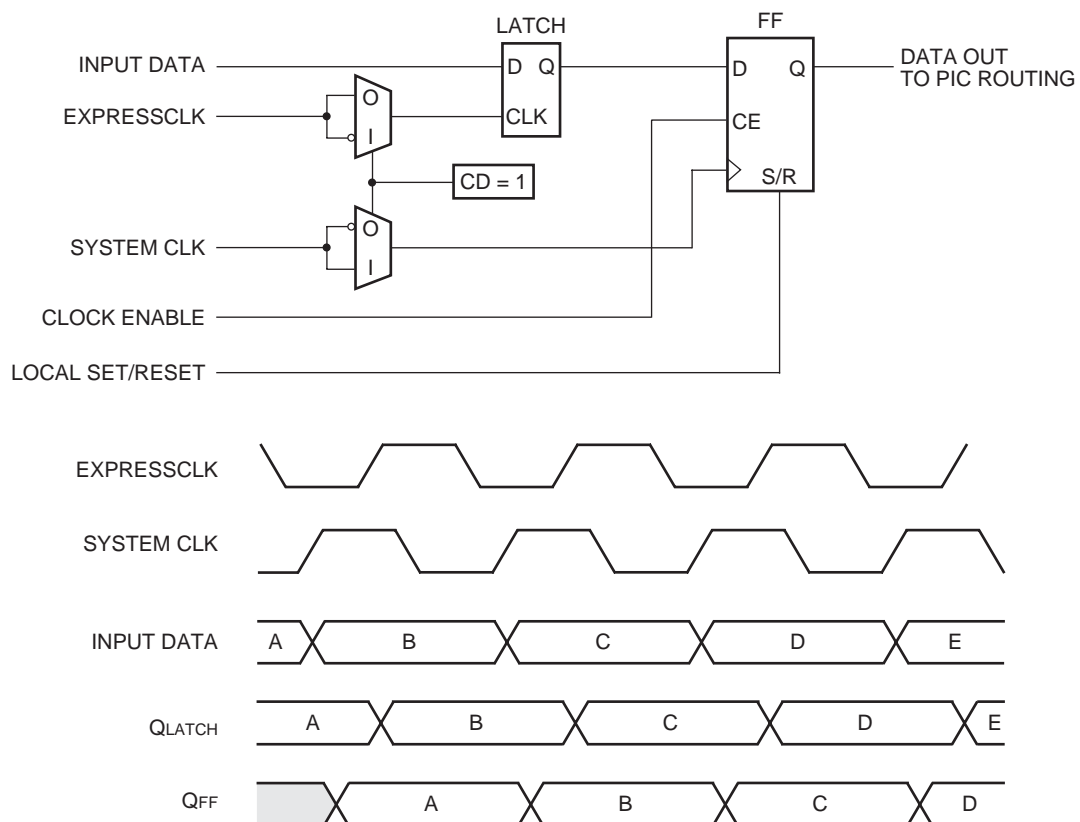 LATCH
FF
INPUT DATA
D Q
D Q
DATA OUT
TO PIC ROUTING
EXPRESSCLK
O
I
CLK
CE
CD = 1
S/R
SYSTEM CLK
O
I
CLOCK ENABLE
LOCAL SET/RESET
EXPRESSCLK
SYSTEM CLK
INPUT DATA
A B C D E
QLATCH
A B C D E
QFF
A B C D